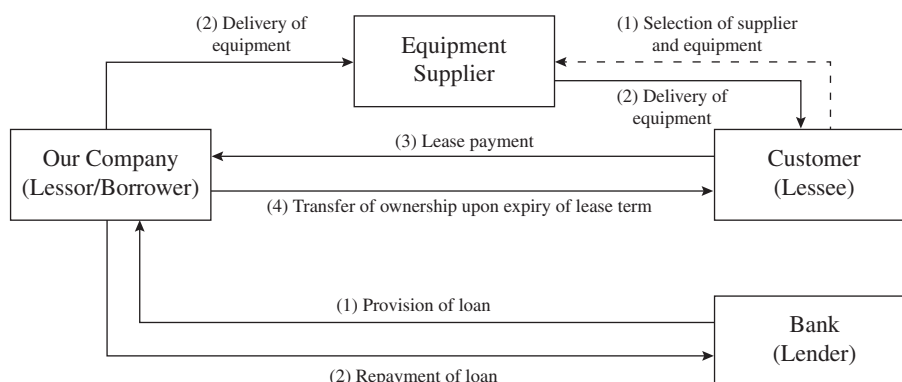 (2) Delivery of
equipment
Equipment
Supplier
(1) Selection of supplier
and equipment
(2) Delivery of
equipment
Our Company
(Lessor/Borrower)
(3) Lease payment
Customer
(Lessee)
(4) Transfer of ownership upon expiry of lease term
(1) Provision of loan
Bank
(Lender)
(2) Repayment of loan